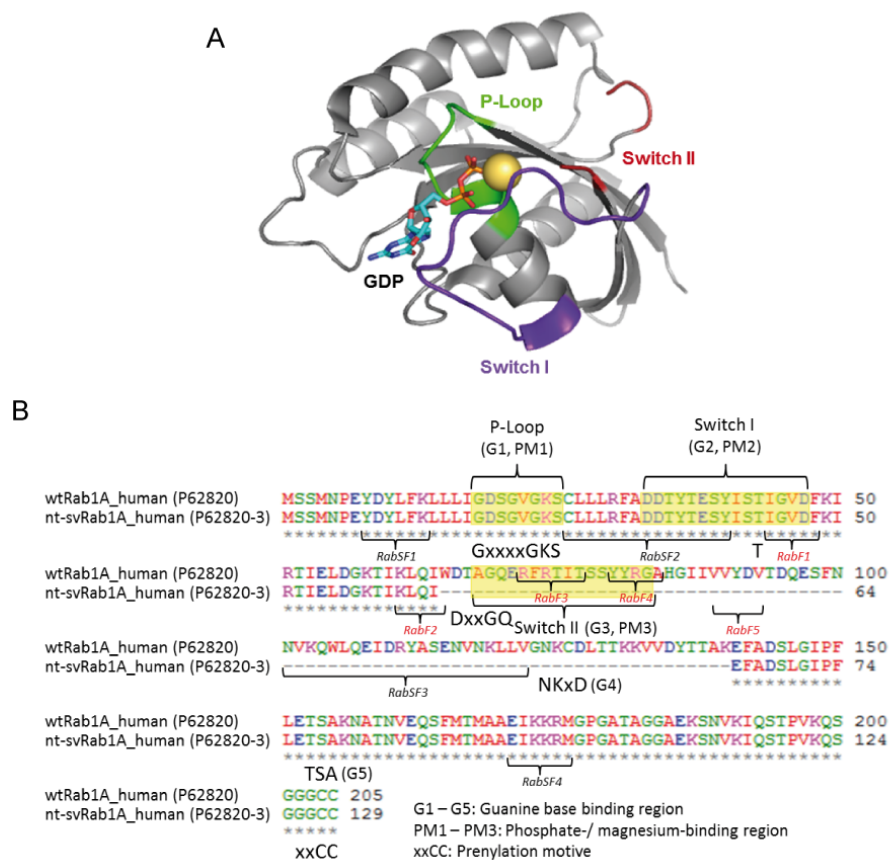 A
P-Loop
Switch II
GDP
Switch I
B
P-Loop Switch I
(G1, PM1) (G2, PM2)
wtRab1A_human (P62820) MSSMNPEYDYLFKLLLIGDSGVGKSCLLLRFADDTYTESYISTIGVDFKI 50
nt-svRab1A_human (P62820-3) MSSMNPEYDYLFKLLLIGDSGVGKSCLLLRFADDTYTESYISTIGVDFKI 50
**************************************************
RabSF1 GxxxxGKS RabSF2 T RabF1
wtRab1A_human (P62820) RTIELDGKTIKLQIWDTAGQERFRTITSSYYRGAHGIIVVYDVTDQESFN 100
nt-svRab1A_human (P62820-3) RTIELDGKTIKLQI------------------------------------ 64
**************
RabF3 RabF4
RabF2 DxxGQ Switch II (G3, PM3) RabF5
wtRab1A_human (P62820) NVKQWLQEIDRYASENVNKLLVGNKCDLTTKKVVDYTTAKEFADSLGIPF 150
nt-svRab1A_human (P62820-3) ----------------------------------------EFADSLGIPF 74
**********
RabSF3 NKxD (G4)
wtRab1A_human (P62820) LETSAKNATNVEQSFMTMAAEIKKRMGPGATAGGAEKSNVKIQSTPVKQS 200
nt-svRab1A_human (P62820-3) LETSAKNATNVEQSFMTMAAEIKKRMGPGATAGGAEKSNVKIQSTPVKQS 124
**************************************************
TSA (G5) RabSF4
wtRab1A_human (P62820) GGGCC 205
nt-svRab1A_human (P62820-3) GGGCC 129
*****
xxCC
G1 – G5: Guanine base binding region
PM1 – PM3: Phosphate-/ magnesium-binding region
xxCC: Prenylation motive